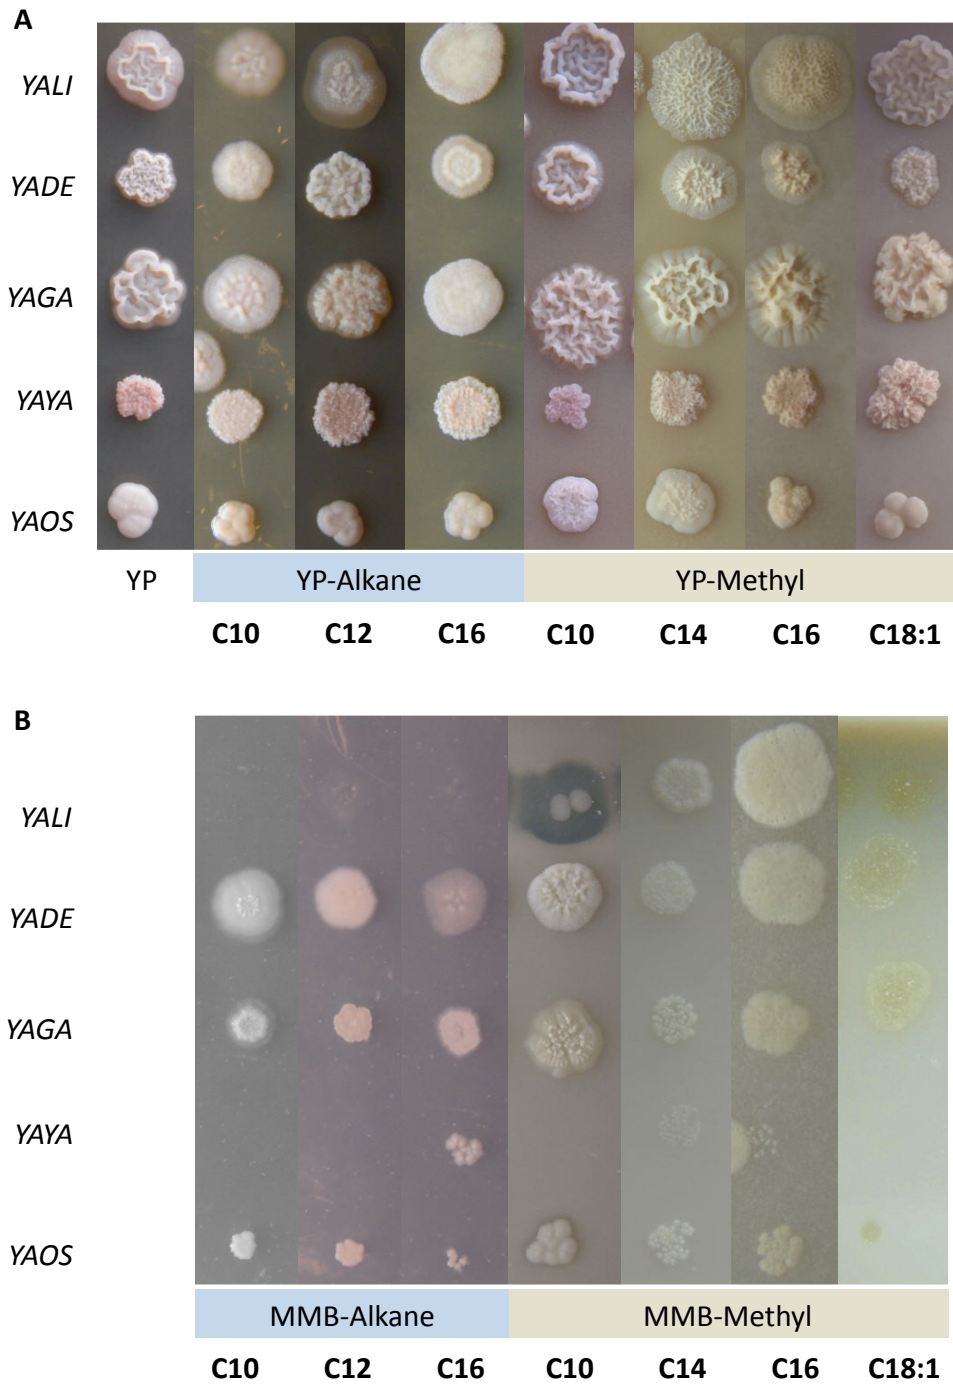 A
YALI
YADE
YAGA
YAYA
YAOS
YP YP-Alkane YP-Methyl
C10 C12 C16 C10 C14 C16 C18:1
B
YALI
YADE
YAGA
YAYA
YAOS
MMB-Alkane MMB-Methyl
C10 C12 C16 C10 C14 C16 C18:1